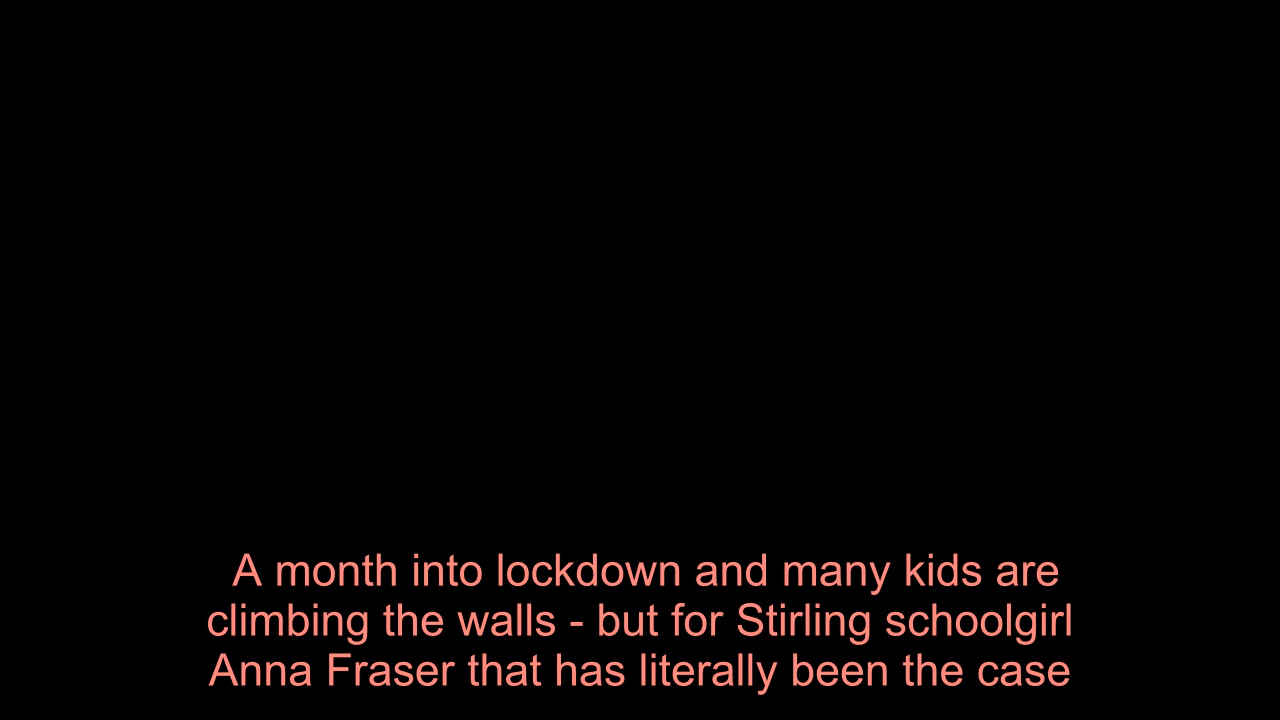 A month into lockdown and many kids are
climbing the walls - but for Stirling schoolgirl
Anna Fraser that has literally been the case